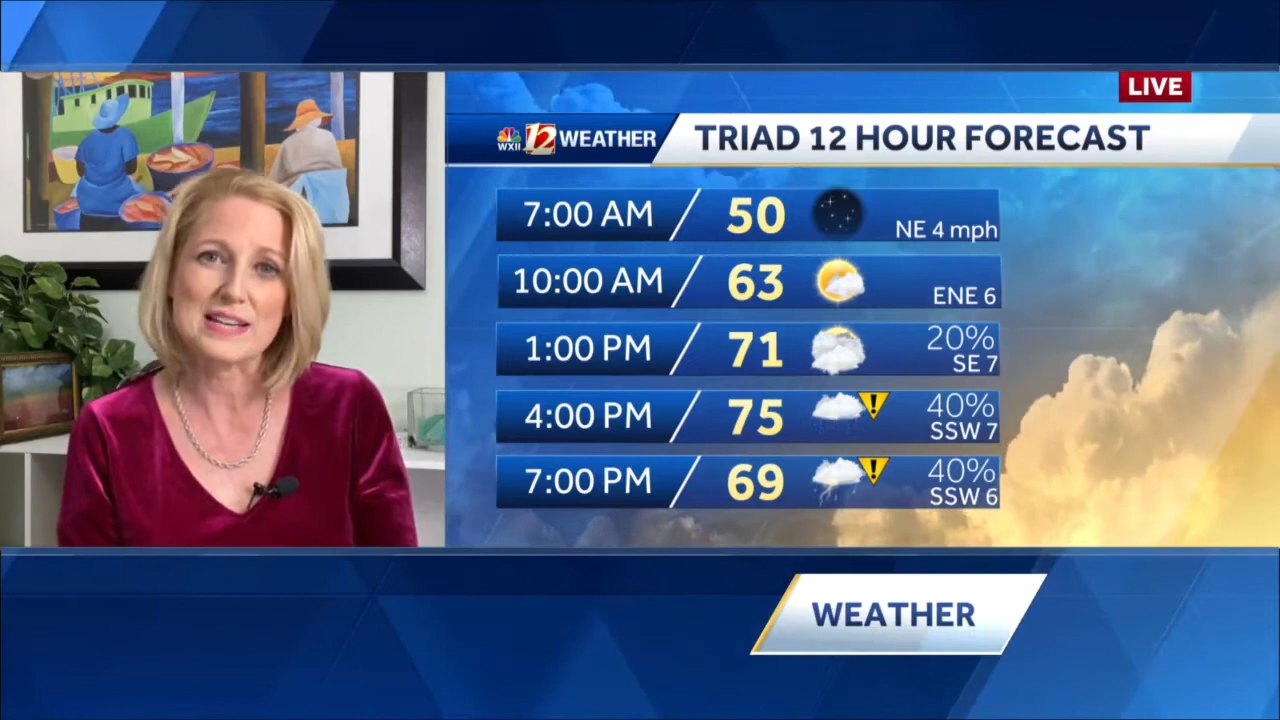 LIVE
WXII 12 WEATHER
TRIAD 12 HOUR FORECAST
7:00 AM 50 NE 4 mph
10:00 AM 63 ENE 6
1:00 PM 71 20% SE 7
4:00 PM 75 ! 40% SSW 7
7:00 PM 69 ! 40% SSW 6
WEATHER